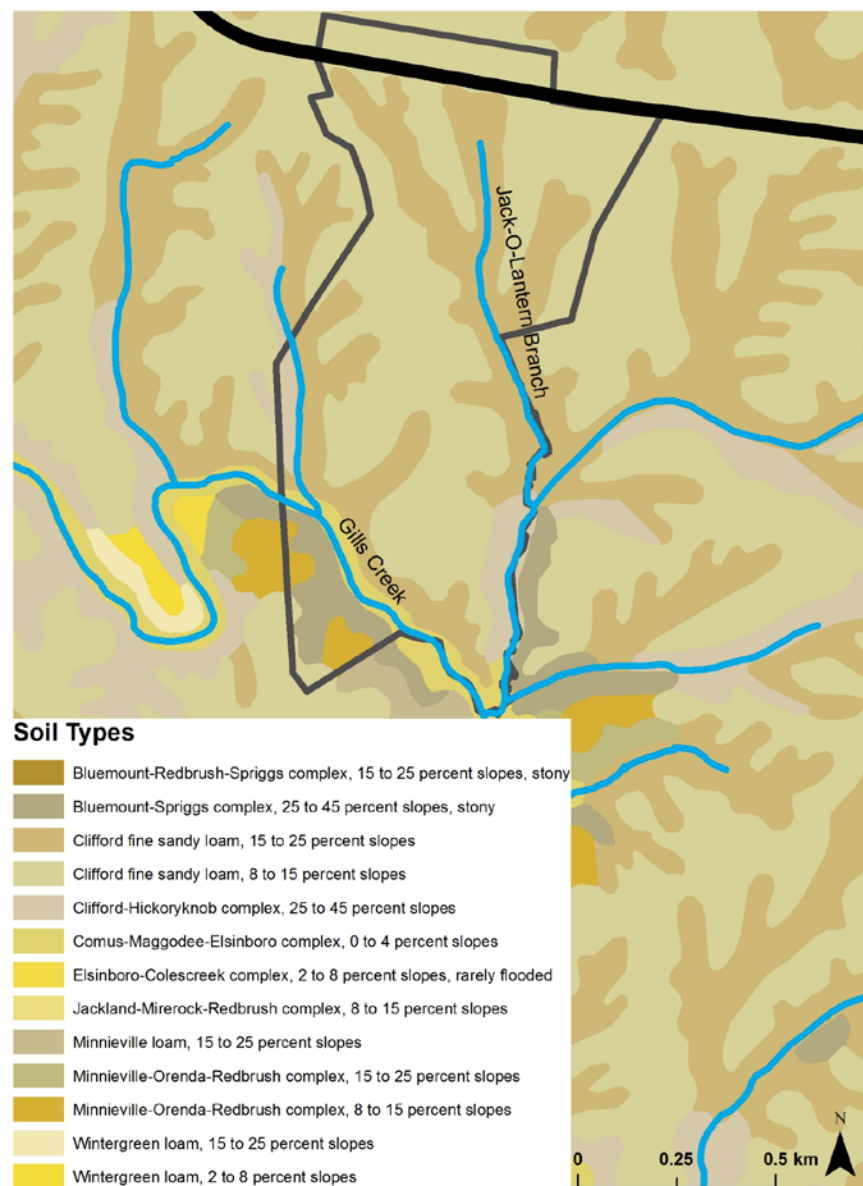 Jack-O-Lantern Branch
Gills Creek
Soil Types
Bluemount-Redbrush-Spriggs complex, 15 to 25 percent slopes, stony
Bluemount-Spriggs complex, 25 to 45 percent slopes, stony
Clifford fine sandy loam, 15 to 25 percent slopes
Clifford fine sandy loam, 8 to 15 percent slopes
Clifford-Hickoryknob complex, 25 to 45 percent slopes
Comus-Maggodee-Elsinboro complex, 0 to 4 percent slopes
Elsinboro-Colescreek complex, 2 to 8 percent slopes, rarely flooded
Jackland-Mirerock-Redbrush complex, 8 to 15 percent slopes
Minnieville loam, 15 to 25 percent slopes
Minnieville-Orenda-Redbrush complex, 15 to 25 percent slopes
Minnieville-Orenda-Redbrush complex, 8 to 15 percent slopes
Wintergreen loam, 15 to 25 percent slopes
Wintergreen loam, 2 to 8 percent slopes
N
0 0.25 0.5 km